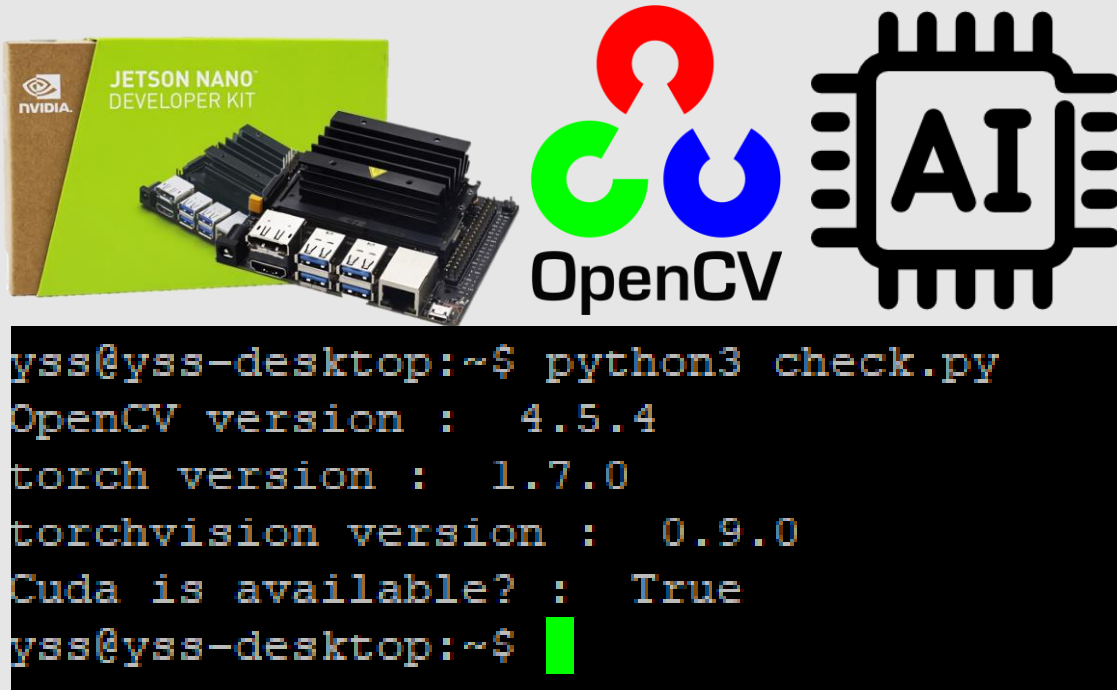 NVIDIA.
JETSON NANO™
DEVELOPER KIT
OpenCV
AI
yss@yss-desktop:~$ python3 check.py
OpenCV version :  4.5.4
torch version :  1.7.0
torchvision version :  0.9.0
Cuda is available? :  True
yss@yss-desktop:~$